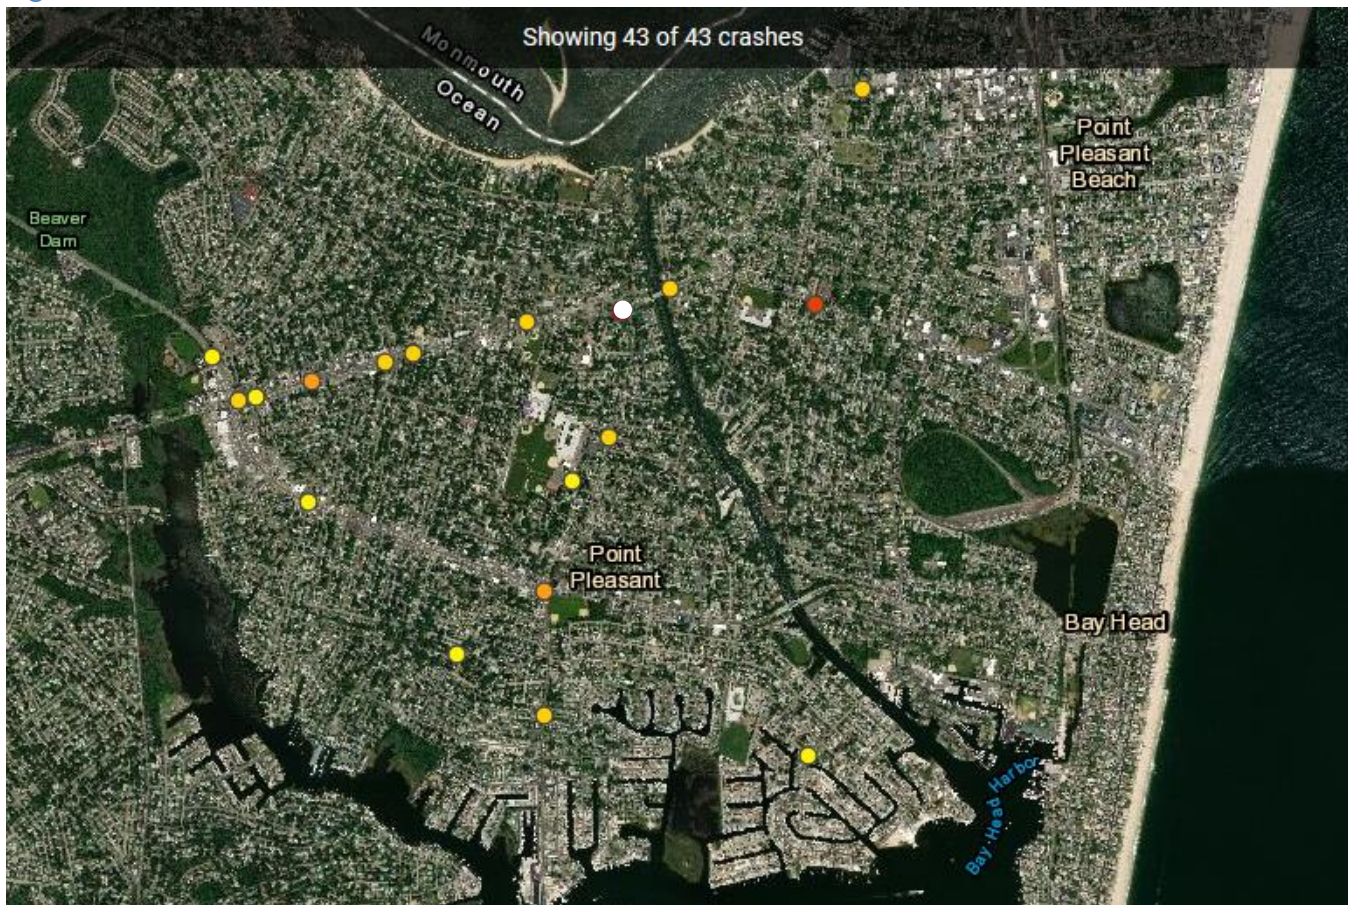 Showing 43 of 43 crashes
Monmouth
Ocean
Point
Pleasant
Beach
Beaver
Dam
Point
Pleasant
Bay Head
Bay Head Harbor